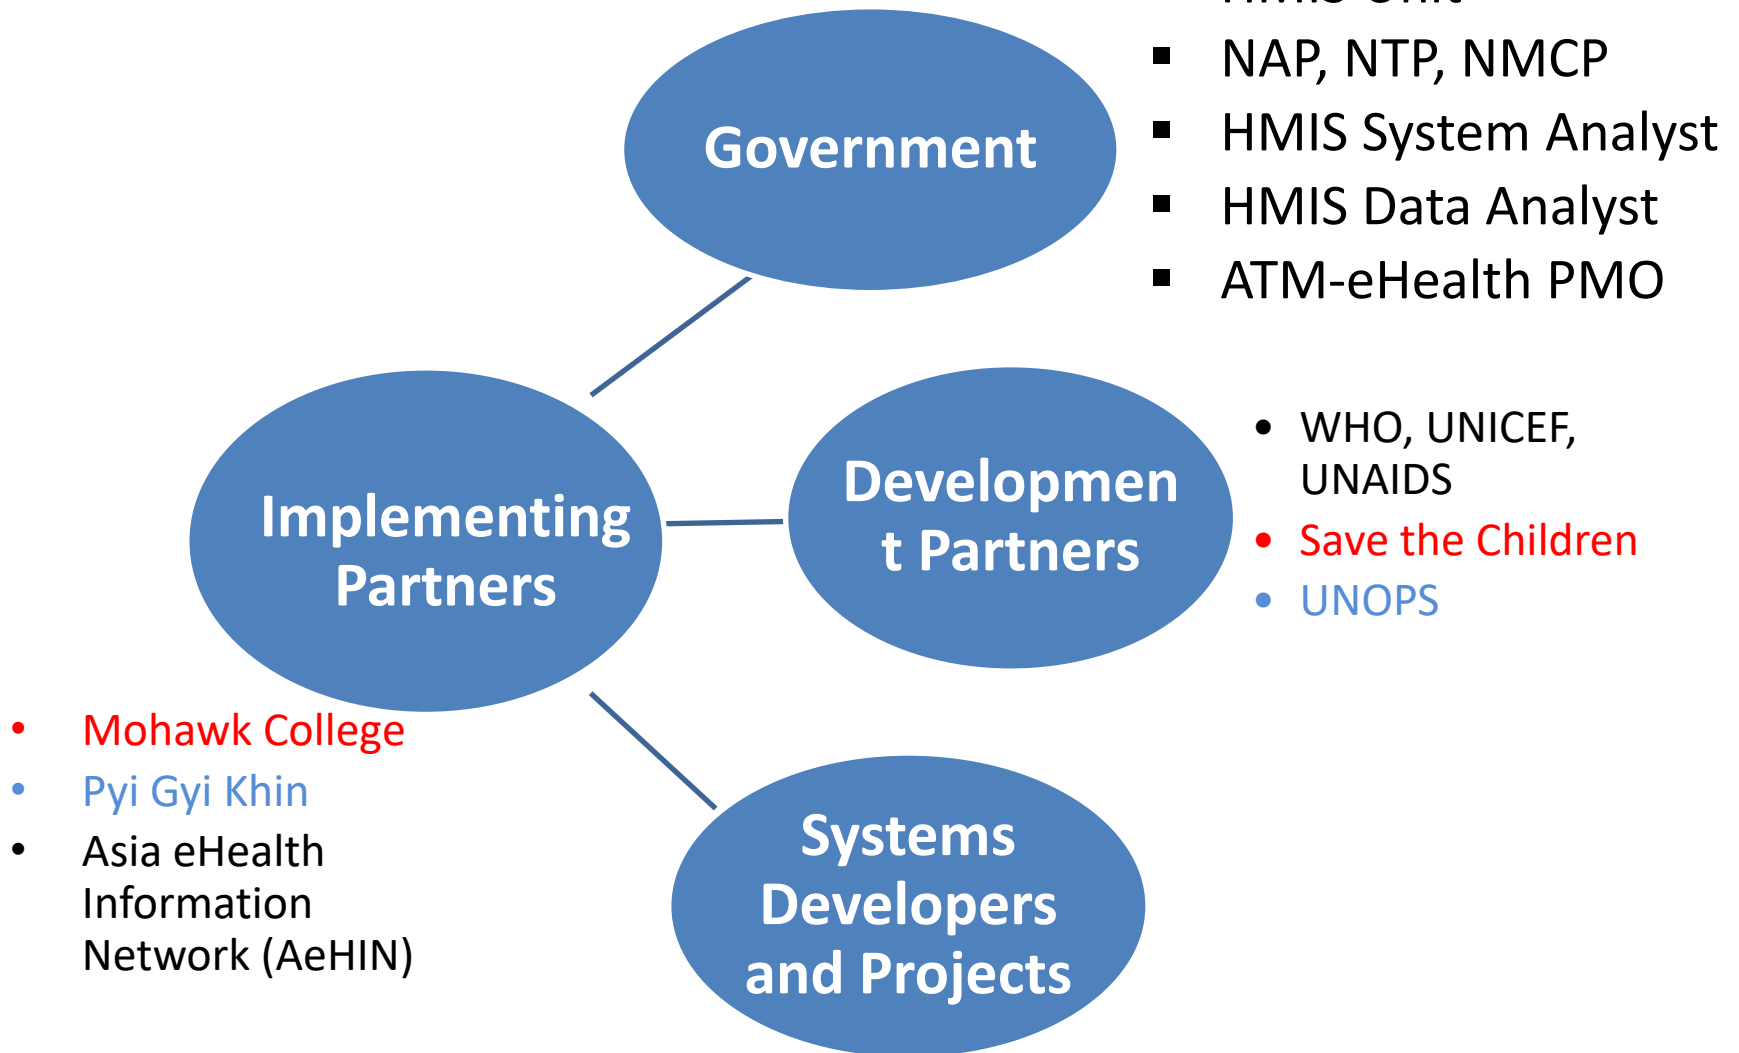 HMIS Unit
NAP, NTP, NMCP
HMIS System Analyst
HMIS Data Analyst
ATM-eHealth PMO
Government
Implementing
Partners
Developmen
t Partners
• WHO, UNICEF,
UNAIDS
• Save the Children
• UNOPS
• Mohawk College
• Pyi Gyi Khin
• Asia eHealth
Information
Network (AeHIN)
Systems
Developers
and Projects